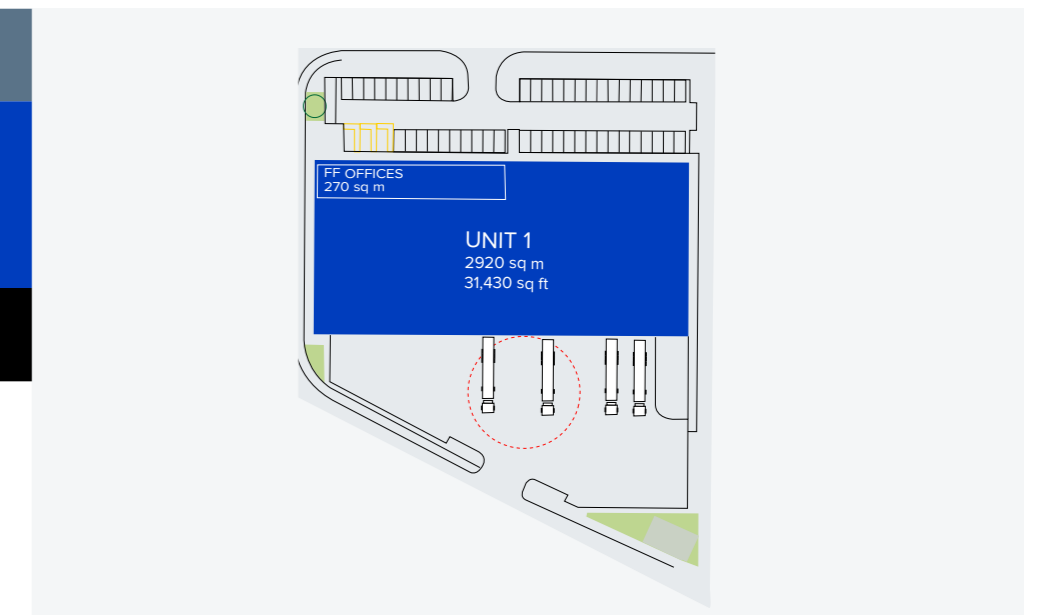 FF OFFICES
270 sq m
UNIT 1
2920 sq m
31,430 sq ft